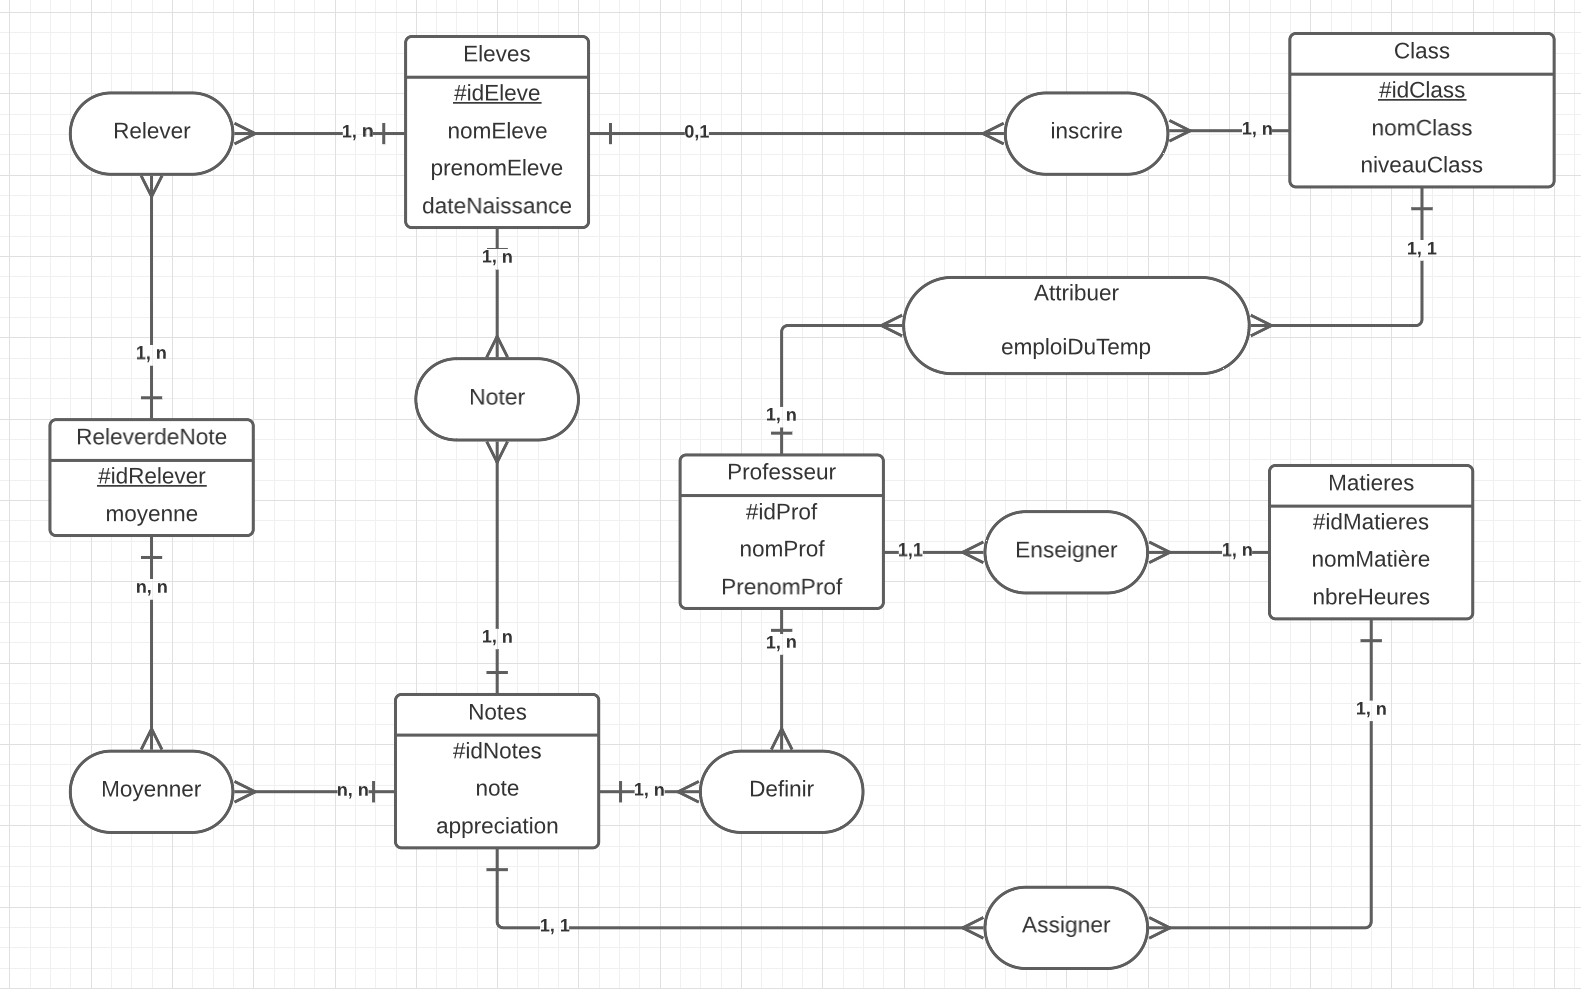 Eleves
#idEleve
nomEleve
prenomEleve
dateNaissance
Class
#idClass
nomClass
niveauClass
Relever
1, n
0,1
inscrire
1, n
1, n
1, 1
Attribuer
emploiDuTemp
1, n
Noter
1, n
ReleverdeNote
#idRelever
moyenne
n, n
Professeur
#idProf
nomProf
PrenomProf
1,1
Enseigner
1, n
Matieres
#idMatieres
nomMatière
nbreHeures
1, n
1, n
1, n
Notes
#idNotes
note
appreciation
Moyenner
n, n
1, n
Definir
1, 1
Assigner